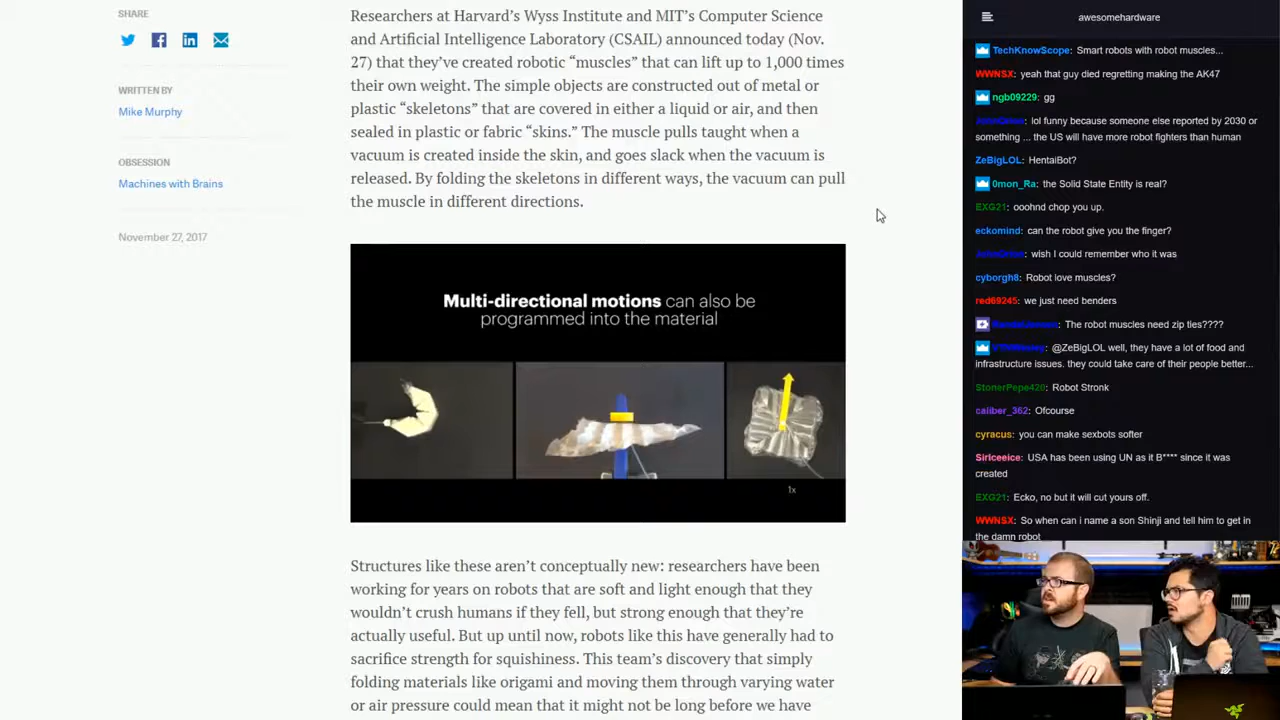 SHARE
WRITTEN BY
Mike Murphy
OBSESSION
Machines with Brains
November 27, 2017
Researchers at Harvard’s Wyss Institute and MIT’s Computer Science
and Artificial Intelligence Laboratory (CSAIL) announced today (Nov.
27) that they’ve created robotic “muscles” that can lift up to 1,000 times
their own weight. The simple objects are constructed out of metal or
plastic “skeletons” that are covered in either a liquid or air, and then
sealed in plastic or fabric “skins.” The muscle pulls taught when a
vacuum is created inside the skin, and goes slack when the vacuum is
released. By folding the skeletons in different ways, the vacuum can pull
the muscle in different directions.
Multi-directional motions can also be
programmed into the material
1x
Structures like these aren’t conceptually new: researchers have been
working for years on robots that are soft and light enough that they
wouldn’t crush humans if they fell, but strong enough that they’re
actually useful. But up until now, robots like this have generally had to
sacrifice strength for squishiness. This team’s discovery that simply
folding materials like origami and moving them through varying water
or air pressure could mean that it might not be long before we have
awesomehardware
TechKnowScope: Smart robots with robot muscles...
WWNSX: yeah that guy died regretting making the AK47
ngb09229: gg
lol funny because someone else reported by 2030 or
something ... the US will have more robot fighters than human
ZeBigLOL: HentaiBot?
0mon_Ra: the Solid State Entity is real?
EXG21: ooohnd chop you up.
eckomind: can the robot give you the finger?
wish I could remember who it was
cyborgh8: Robot love muscles?
red69245: we just need benders
The robot muscles need zip ties????
@ZeBigLOL well, they have a lot of food and
infrastructure issues. they could take care of their people better...
StonerPepe420: Robot Stronk
caliber_362: Ofcourse
cyracus: you can make sexbots softer
SirIceeice: USA has been using UN as it B**** since it was
created
EXG21: Ecko, no but it will cut yours off.
WWNSX: So when can i name a son Shinji and tell him to get in
the damn robot